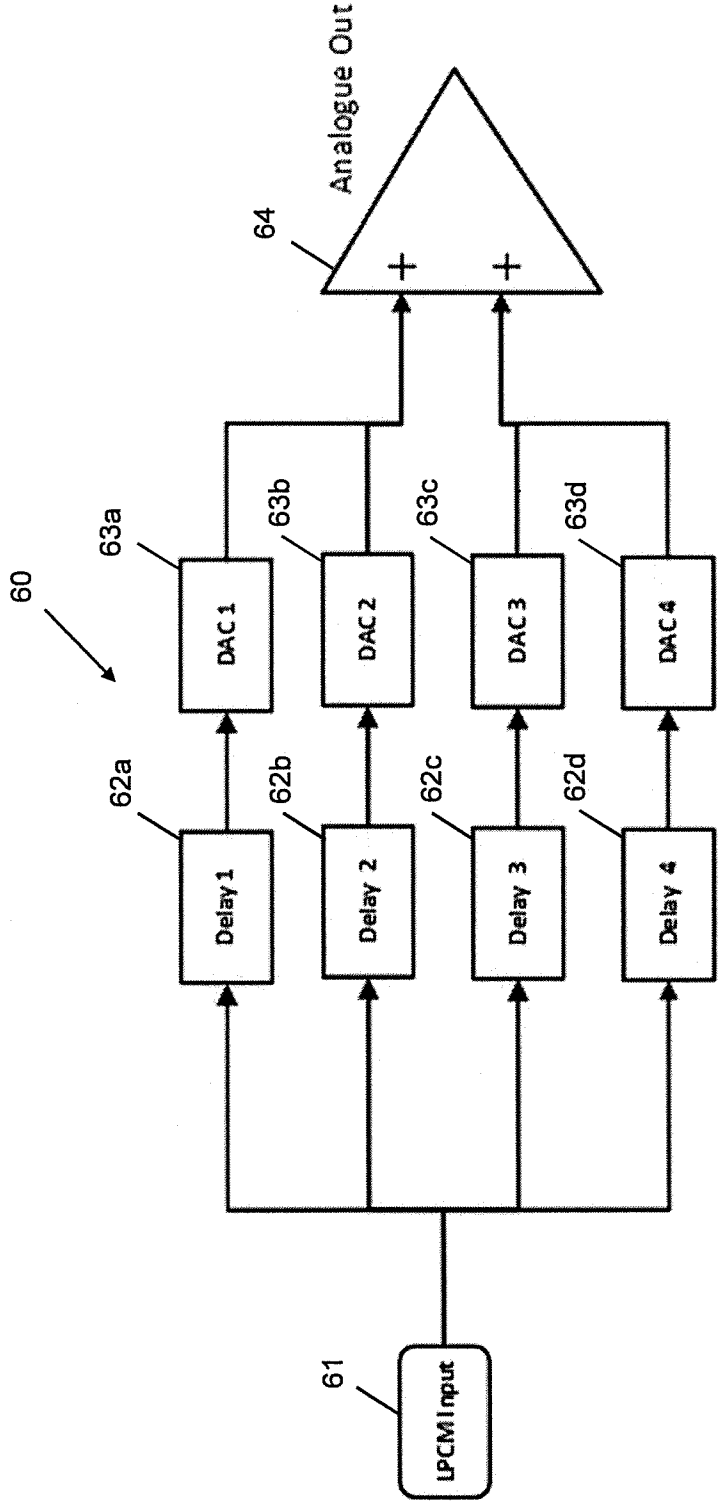 60
61
LPCM Input
62a
Delay 1
62b
Delay 2
62c
Delay 3
62d
Delay 4
63a
DAC 1
63b
DAC 2
63c
DAC 3
63d
DAC 4
64
+
+
Analogue Out